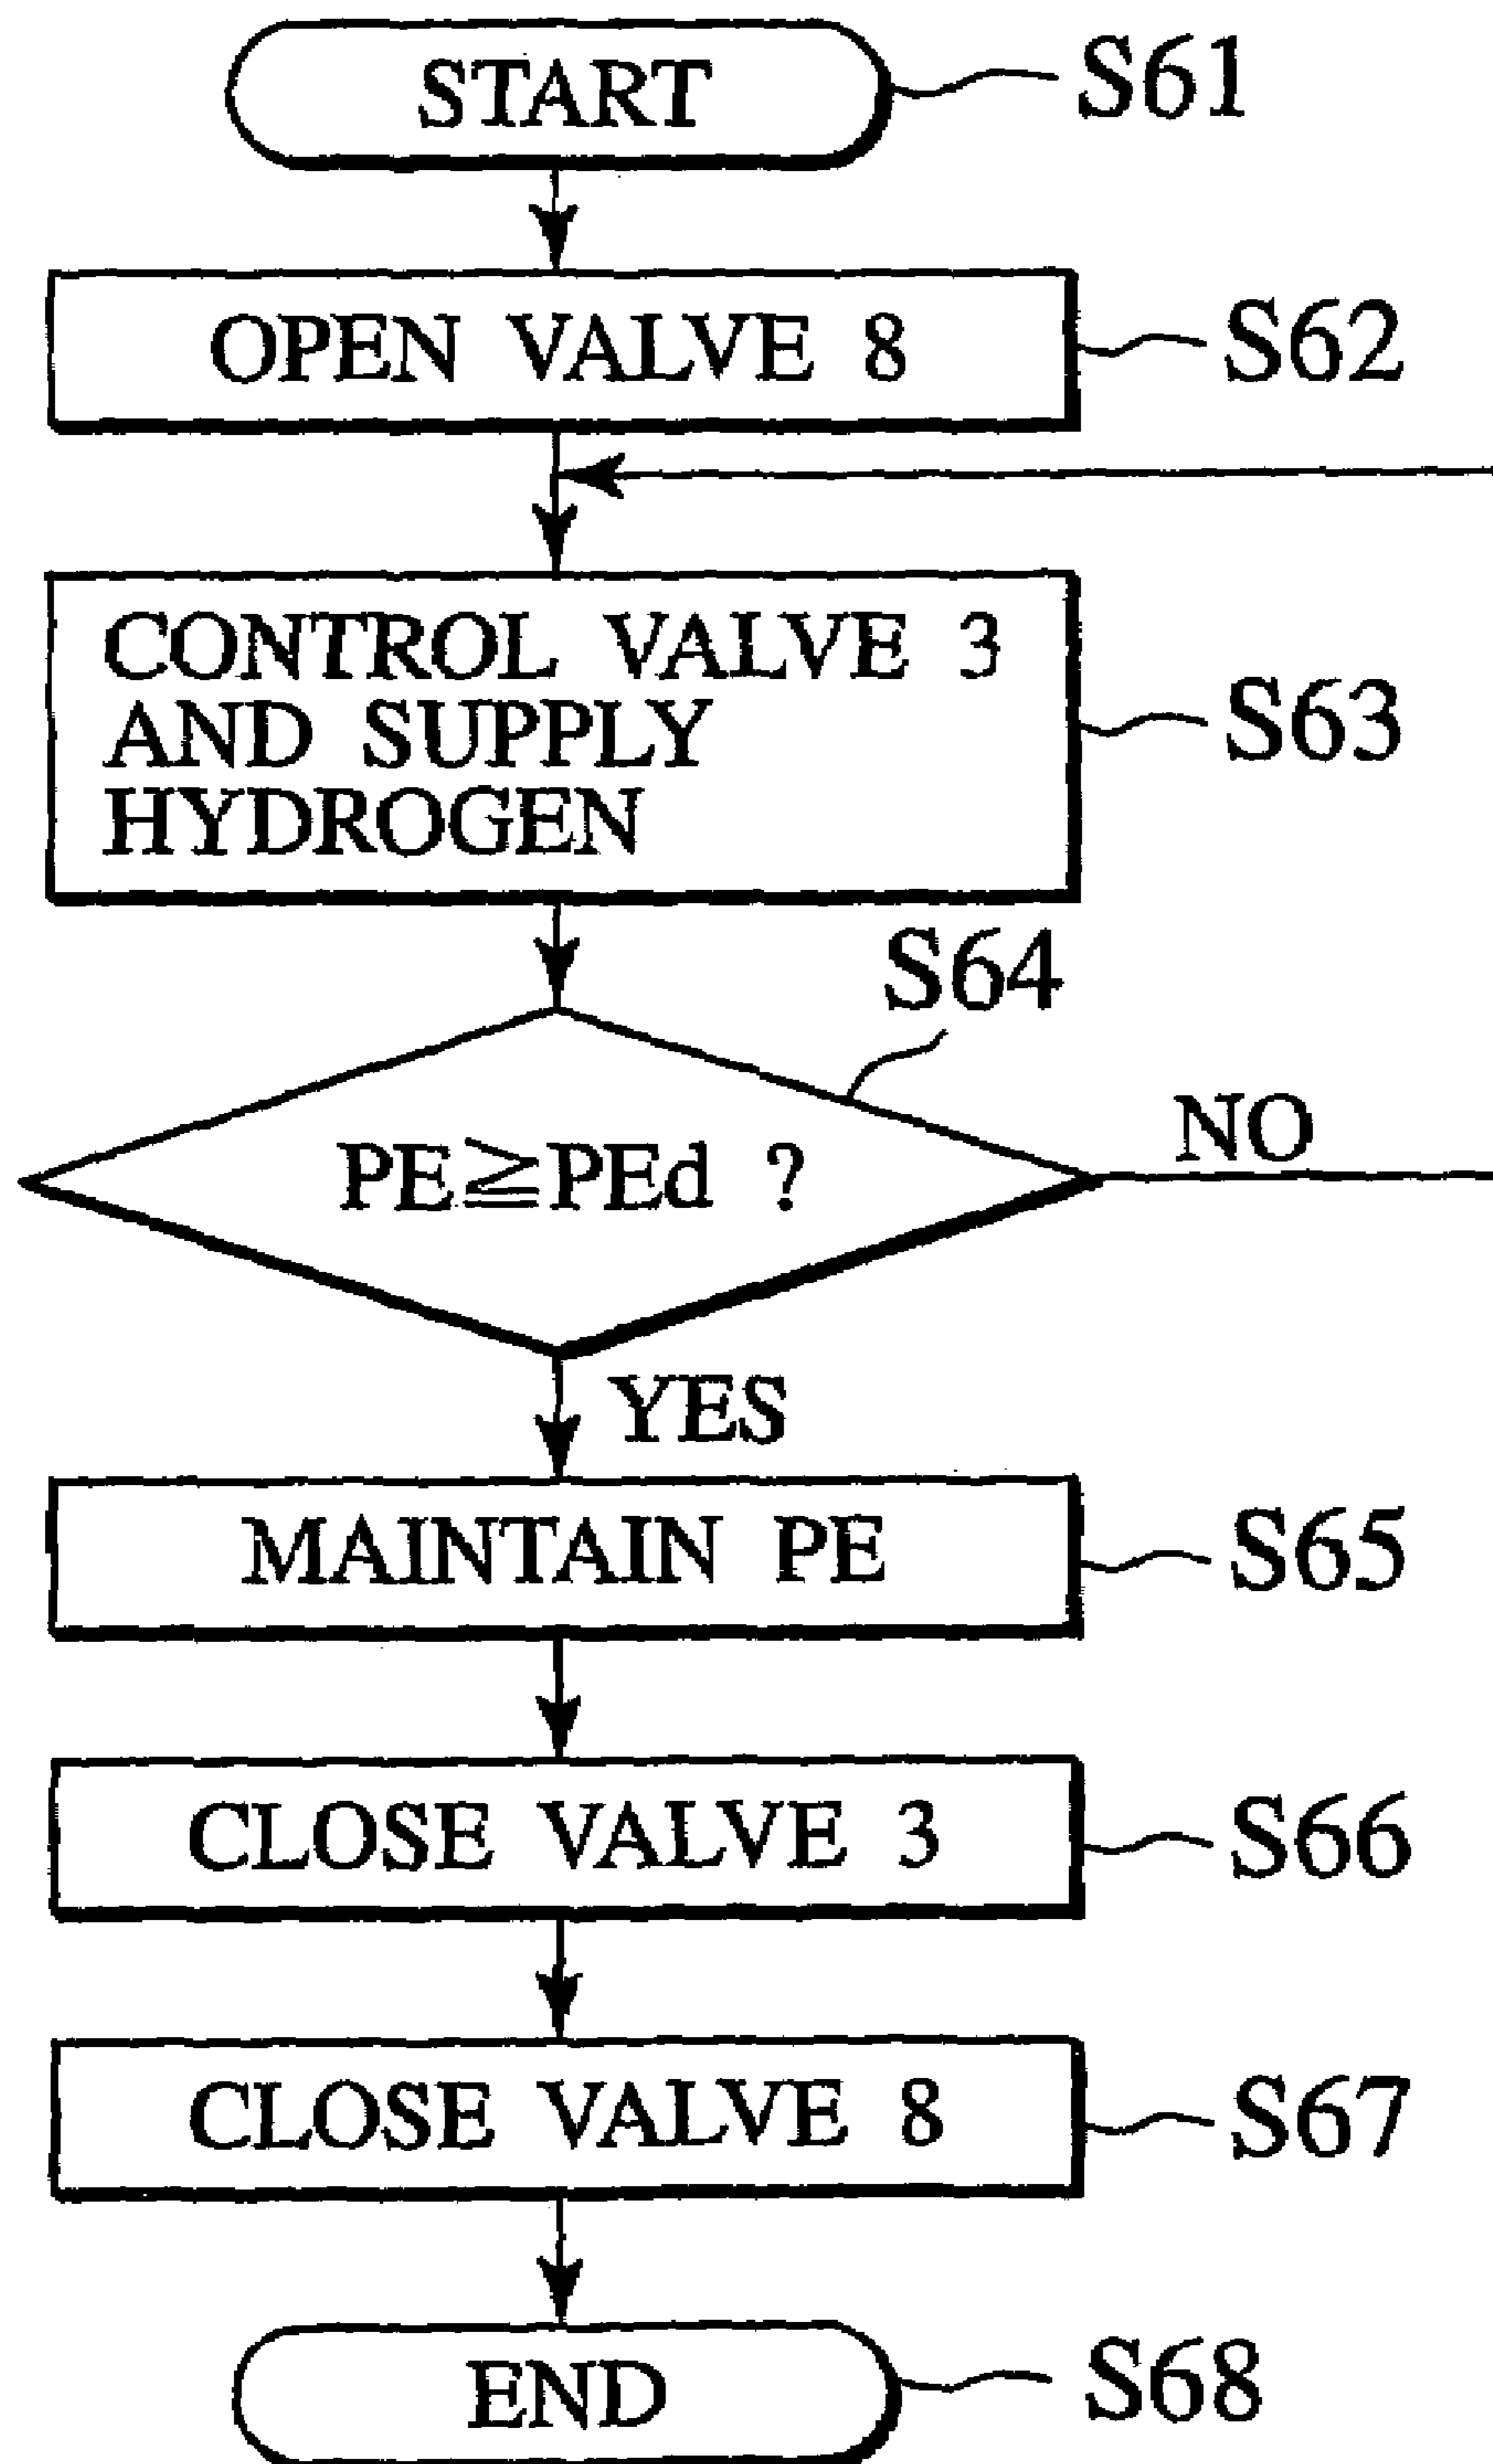 START
S61
OPEN VALVE 8
S62
CONTROL VALVE 3
AND SUPPLY
HYDROGEN
S63
S64
PE≧PEd ?
NO
YES
MAINTAIN PE
S65
CLOSE VALVE 3
S66
CLOSE VALVE 8
S67
END
S68